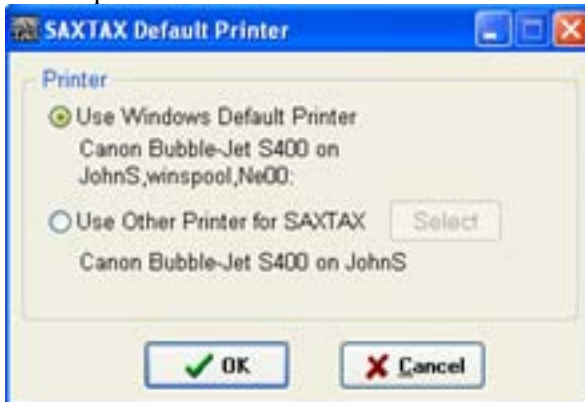 SAXTAX Default Printer
Printer
Use Windows Default Printer
Canon Bubble-Jet S400 on
JohnS,winspool,Ne00:
Use Other Printer for SAXTAX
Select
Canon Bubble-Jet S400 on JohnS
OK
Cancel